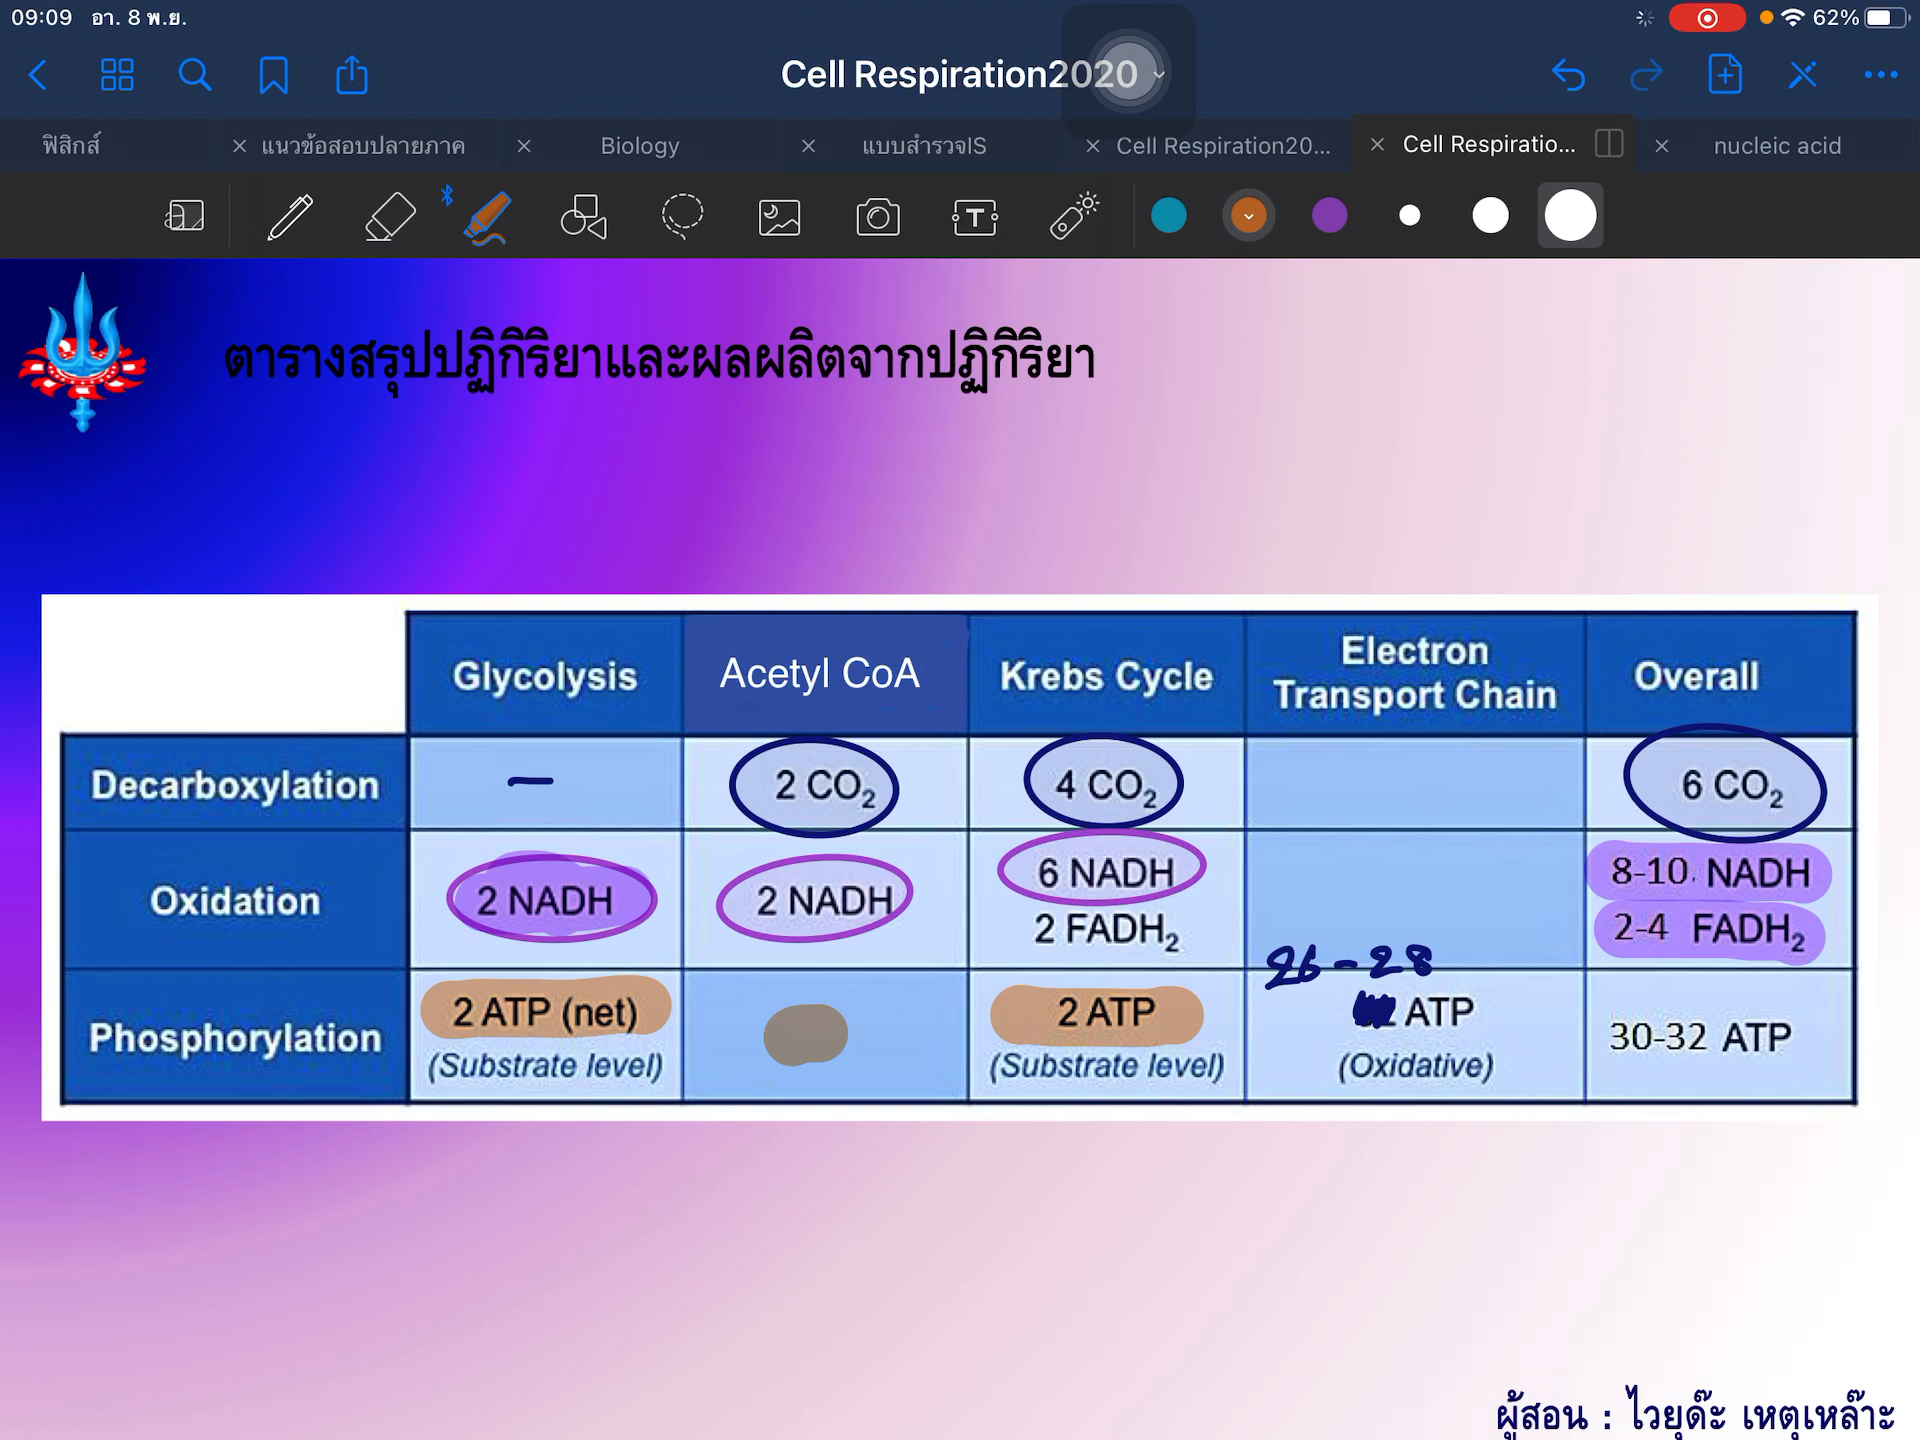 09:09 อา. 8 พ.ย.
62%
Cell Respiration2020
ฟิสิกส์
แนวข้อสอบปลายภาค
Biology
แบบสำรวจIS
Cell Respiration20...
Cell Respiratio...
nucleic acid
ตารางสรุปปฏิกิริยาและผลผลิตจากปฏิกิริยา
Glycolysis Acetyl CoA Krebs Cycle Electron Transport Chain Overall
Decarboxylation – 2 CO₂ 4 CO₂ 6 CO₂
Oxidation 2 NADH 2 NADH 6 NADH 8-10. NADH
2 FADH₂ 2-4 FADH₂
26-28
Phosphorylation 2 ATP (net) 2 ATP ATP 30-32 ATP
(Substrate level) (Substrate level) (Oxidative)
ผู้สอน : ไวยุด๊ะ เหตุเหล๊าะ